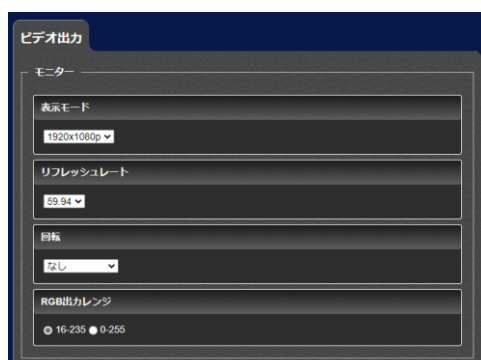 ビデオ出力
モニター
表示モード
1920x1080p
リフレッシュレート
59.94
回転
なし
RGB出力レンジ
16-235 0-255